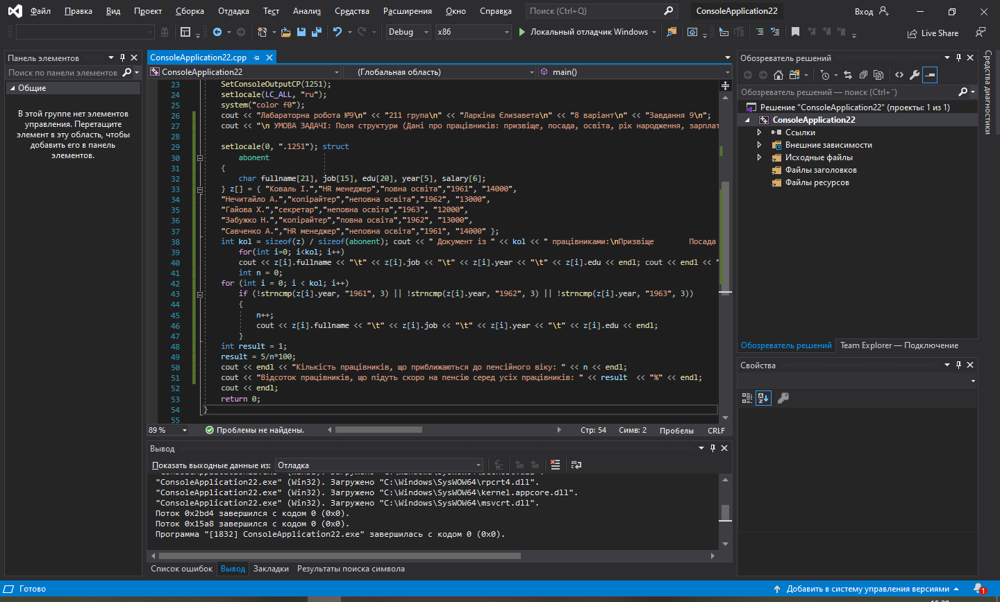 Файл Правка Вид Проект Сборка Отладка Тест Анализ Средства Расширения Окно Справка Поиск (Ctrl+Q) ConsoleApplication22 Вход
Debug x86 Локальный отладчик Windows Live Share
Панель элементов
Поиск по панели элементов
Общие
В этой группе нет элементов
управления. Перетащите
элемент в эту область, чтобы
добавить его в панель
элементов.
ConsoleApplication22.cpp
ConsoleApplication22 (Глобальная область) main()
23 SetConsoleOutputCP(1251);
24 setlocale(LC_ALL, "ru");
25 system("color f0");
26 cout << "Лабараторна робота №9\n" << "211 група\n" << "Ларкіна Єлизавета\n" << "8 варіант\n" << "Завдання 9\n";
27 cout << "\n УМОВА ЗАДАЧІ: Поля структури (Дані про працівників: призвіще, посада, освіта, рік народження, зарплат
28
29 setlocale(0, ".1251"); struct
30 abonent
31 {
32 char fullname[21], job[15], edu[20], year[5], salary[6];
33 } z[] = { "Коваль І.","HR менеджер","повна освіта","1961", "14000",
34 "Нечитайло А.","копірайтер","неповна освіта","1962", "13000",
35 "Гайова Х.","секретар","неповна освіта","1963", "12000",
36 "Забужко Н.","копірайтер","повна освіта","1962", "13000",
37 "Савченко А.","HR менеджер","неповна освіта","1961", "14000" };
38 int kol = sizeof(z) / sizeof(abonent); cout << " Документ із " << kol << " працівниками:\nПризвіще Посада
39 for(int i=0; i<kol; i++)
40 cout << z[i].fullname << "\t" << z[i].job << "\t" << z[i].year << "\t" << z[i].edu << endl; cout << endl << "
41 int n = 0;
42 for (int i = 0; i < kol; i++)
43 if (!strncmp(z[i].year, "1961", 3) || !strncmp(z[i].year, "1962", 3) || !strncmp(z[i].year, "1963", 3))
44 {
45 n++;
46 cout << z[i].fullname << "\t" << z[i].job << "\t" << z[i].year << "\t" << z[i].edu << endl;
47 }
48 int result = 1;
49 result = 5/n*100;
50 cout << endl << "Кількість працівників, що приближаються до пенсійного віку: " << n << endl;
51 cout << "Відсоток працівників, що підуть скоро на пенсію серед усіх працівників: " << result << "%" << endl;
52 cout << endl;
53 return 0;
54 }
55
89 % Проблемы не найдены. Стр: 54 Симв: 2 Пробелы CRLF
Вывод
Показать выходные данные из: Отладка
"ConsoleApplication22.exe" (Win32). Загружено "C:\Windows\SysWOW64\rpcrt4.dll".
"ConsoleApplication22.exe" (Win32). Загружено "C:\Windows\SysWOW64\kernel.appcore.dll".
"ConsoleApplication22.exe" (Win32). Загружено "C:\Windows\SysWOW64\msvcrt.dll".
Поток 0x2bd4 завершился с кодом 0 (0x0).
Поток 0x15a8 завершился с кодом 0 (0x0).
Программа "[1832] ConsoleApplication22.exe" завершилась с кодом 0 (0x0).
Список ошибок Вывод Закладки Результаты поиска символа
Обозреватель решений
Обозреватель решений — поиск (Ctrl+¨)
Решение "ConsoleApplication22" (проекты: 1 из 1)
ConsoleApplication22
Ссылки
Внешние зависимости
Исходные файлы
Файлы заголовков
Файлы ресурсов
Обозреватель решений Team Explorer — Подключение
Свойства
Средства диагностики
Готово Добавить в систему управления версиями 1